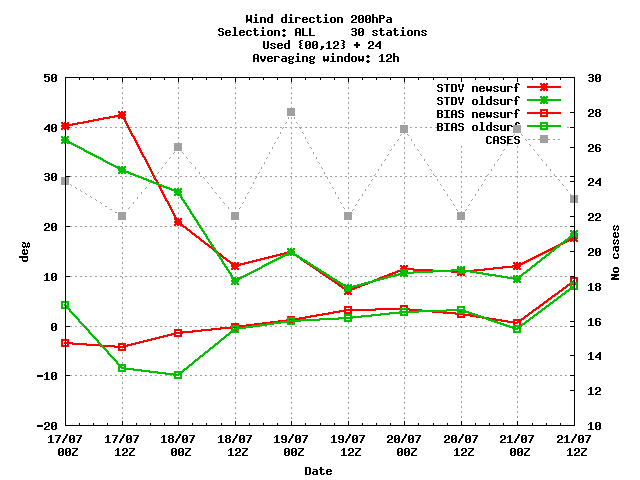 Wind direction 200hPa
Selection: ALL 30 stations
Used {00,12} + 24
Averaging window: 12h
50 30
STDV newsurf
STDV oldsurf
BIAS newsurf
BIAS oldsurf
CASES
40
30
20
10
0
-10
-20
28
26
24
22
20
18
16
14
12
10
deg
No cases
17/07 17/07 18/07 18/07 19/07 19/07 20/07 20/07 21/07 21/07
00Z 12Z 00Z 12Z 00Z 12Z 00Z 12Z 00Z 12Z
Date